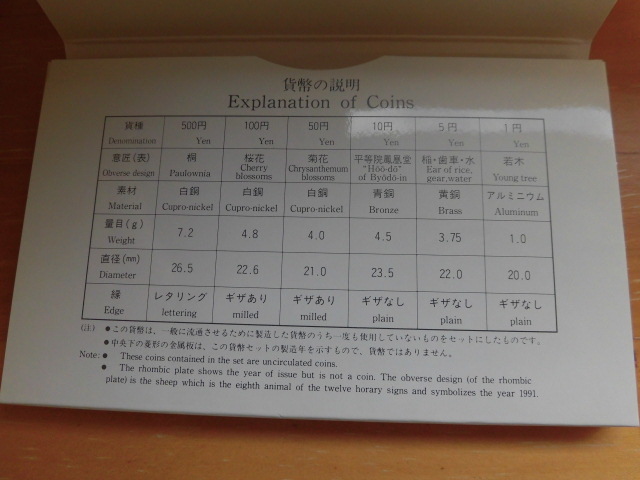 貨幣の説明
Explanation of Coins
貨種 500円 100円 50円 10円 5円 1円
Denomination Yen Yen Yen Yen Yen Yen
意匠(表) 桐 桜花 菊花 平等院鳳凰堂 稲・歯車・水 若木
Obverse design Paulownia Cherry blossoms Chrysanthemum blossoms "Hōō-dō" of Byōdō-in Ear of rice, gear,water Young tree
素材 白銅 白銅 白銅 青銅 黄銅 アルミニウム
Material Cupro-nickel Cupro-nickel Cupro-nickel Bronze Brass Aluminum
量目(g) 7.2 4.8 4.0 4.5 3.75 1.0
Weight
直径(mm) 26.5 22.6 21.0 23.5 22.0 20.0
Diameter
縁 レタリング ギザあり ギザあり ギザなし ギザなし ギザなし
Edge lettering milled milled plain plain plain
(注) ●この貨幣は、一般に流通させるために製造した貨幣のうち一度も使用していないものをセットにしたものです。
●中央下の菱形の金属板は、この貨幣セットの製造年を示すもので、貨幣ではありません。
Note: ● These coins contained in the set are uncirculated coins.
● The rhombic plate shows the year of issue but is not a coin. The obverse design (of the rhombic
plate) is the sheep which is the eighth animal of the twelve horary signs and symbolizes the year 1991.